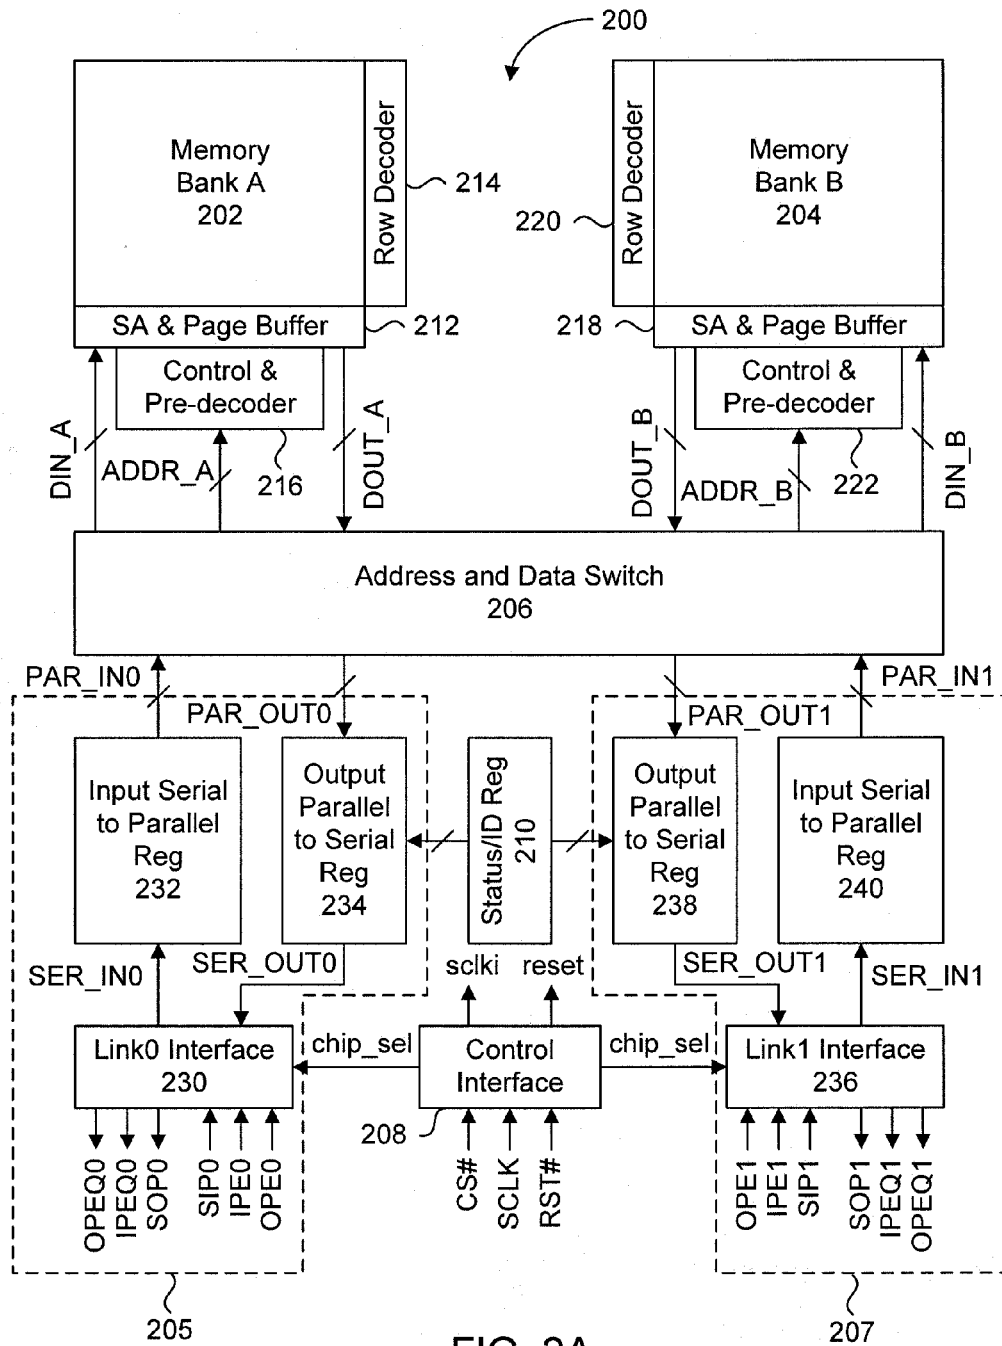 200
Memory
Bank A
202
Row Decoder
214
220
Row Decoder
Memory
Bank B
204
SA & Page Buffer
212
218
SA & Page Buffer
Control &
Pre-decoder
216
Control &
Pre-decoder
222
DIN_A
ADDR_A
DOUT_A
DOUT_B
ADDR_B
DIN_B
Address and Data Switch
206
PAR_IN0
PAR_OUT0
PAR_OUT1
PAR_IN1
Input Serial
to Parallel
Reg
232
Output
Parallel
to Serial
Reg
234
Status/ID Reg
210
Output
Parallel
to Serial
Reg
238
Input Serial
to Parallel
Reg
240
SER_IN0
SER_OUT0
sclki
reset
SER_OUT1
SER_IN1
Link0 Interface
230
chip_sel
Control
Interface
208
chip_sel
Link1 Interface
236
OPEQ0
IPEQ0
SOP0
SIP0
IPE0
OPE0
CS#
SCLK
RST#
OPE1
IPE1
SIP1
SOP1
IPEQ1
OPEQ1
205
207
FIG. 2A